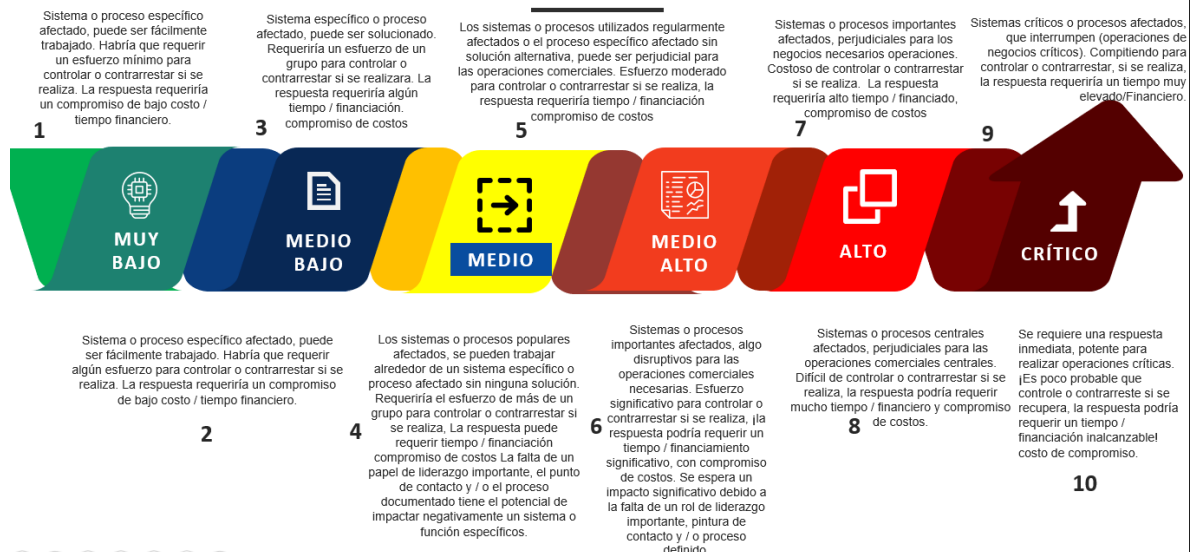 Sistema o proceso específico
afectado, puede ser fácilmente
trabajado. Habría que requerir
un esfuerzo mínimo para
controlar o contrarrestar si se
realiza. La respuesta requeriría
un compromiso de bajo costo /
tiempo financiero.
1
Sistema específico o proceso
afectado, puede ser solucionado.
Requeriría un esfuerzo de un
grupo para controlar o
contrarrestar si se realizara. La
respuesta requeriría algún
tiempo / financiación.
compromiso de costos
3
Los sistemas o procesos utilizados regularmente
afectados o el proceso específico afectado sin
solución alternativa, puede ser perjudicial para
las operaciones comerciales. Esfuerzo moderado
para controlar o contrarrestar si se realiza, la
respuesta requeriría tiempo / financiación
compromiso de costos
5
Sistemas o procesos importantes
afectados, perjudiciales para los
negocios necesarios operaciones.
Costoso de controlar o contrarrestar
si se realiza. La respuesta
requeriría alto tiempo / financiado,
compromiso de costos
7
Sistemas críticos o procesos afectados,
que interrumpen (operaciones de
negocios críticos). Compitiendo para
controlar o contrarrestar, si se realiza,
la respuesta requeriría un tiempo muy
elevado/Financiero.
9
MUY
BAJO
MEDIO
BAJO
MEDIO
MEDIO
ALTO
ALTO
CRÍTICO
Sistema o proceso específico afectado, puede
ser fácilmente trabajado. Habría que requerir
algún esfuerzo para controlar o contrarrestar si se
realiza. La respuesta requeriría un compromiso
de bajo costo / tiempo financiero.
2
Los sistemas o procesos populares
afectados, se pueden trabajar
alrededor de un sistema específico o
proceso afectado sin ninguna solución.
Requeriría el esfuerzo de más de un
grupo para controlar o contrarrestar si
se realiza, La respuesta puede
requerir tiempo / financiación
compromiso de costos La falta de un
papel de liderazgo importante, el punto
de contacto y / o el proceso
documentado tiene el potencial de
impactar negativamente un sistema o
función específicos.
4
Sistemas o procesos
importantes afectados, algo
disruptivos para las
operaciones comerciales
necesarias. Esfuerzo
significativo para controlar o
contrarrestar si se realiza, ¡la
respuesta podría requerir un
tiempo / financiamiento
significativo, con compromiso
de costos. Se espera un
impacto significativo debido a
la falta de un rol de liderazgo
importante, pintura de
contacto y / o proceso
definido
6
Sistemas o procesos centrales
afectados, perjudiciales para las
operaciones comerciales centrales.
Difícil de controlar o contrarrestar si se
realiza, la respuesta podría requerir
mucho tiempo / financiero y compromiso
de costos.
8
Se requiere una respuesta
inmediata, potente para
realizar operaciones críticas.
¡Es poco probable que
controle o contrarreste si se
recupera, la respuesta podría
requerir un tiempo /
financiación inalcanzable!
costo de compromiso.
10